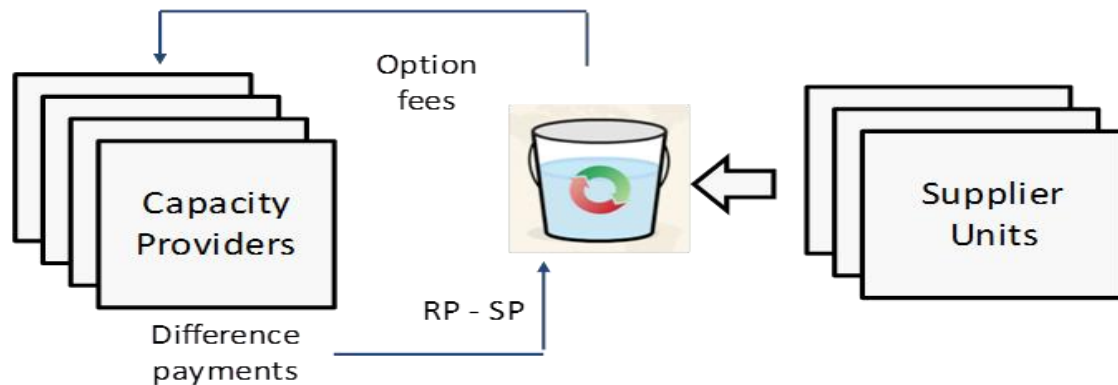 Option
fees
Capacity
Providers
Supplier
Units
RP - SP
Difference
payments